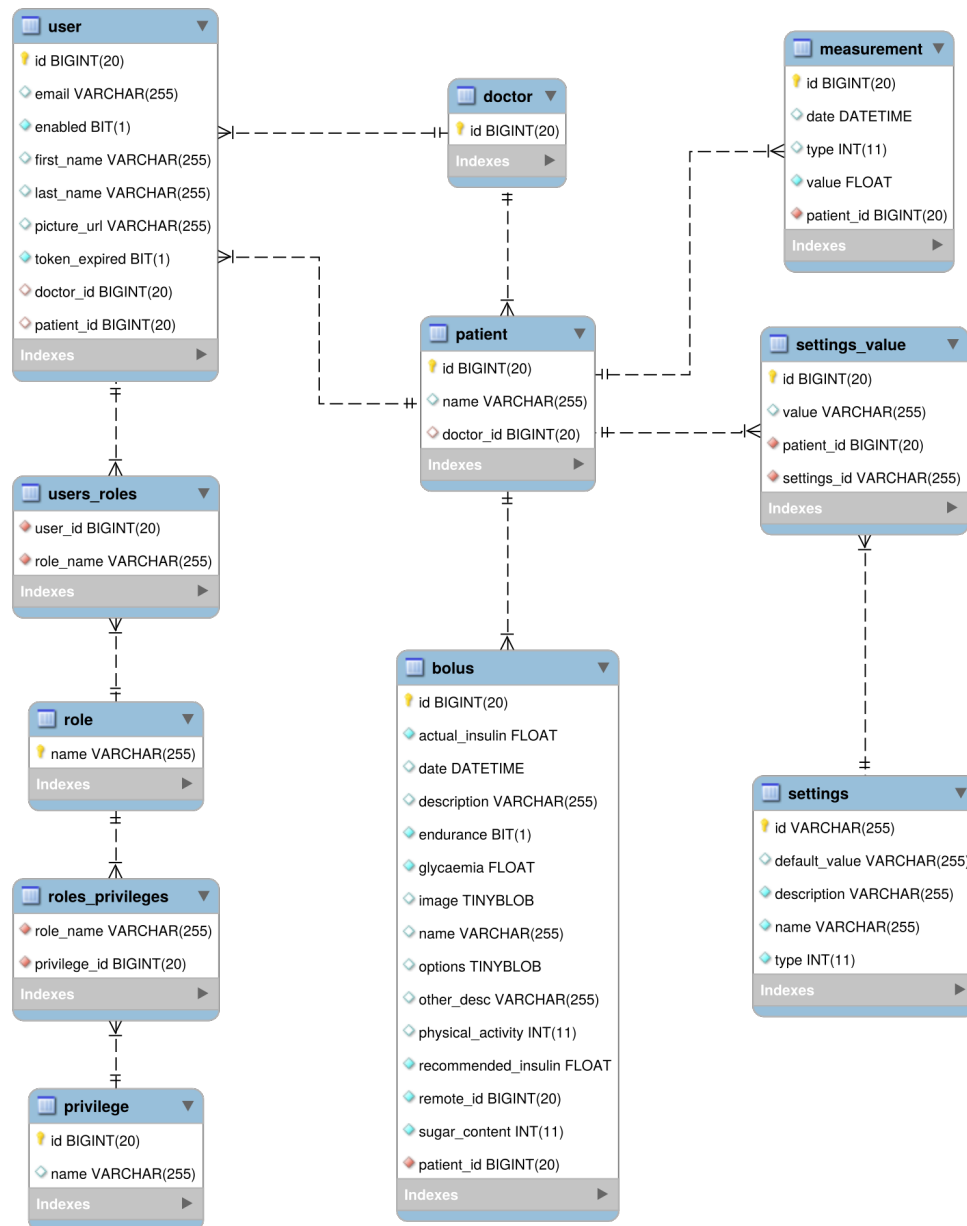 user
id BIGINT(20)
email VARCHAR(255)
enabled BIT(1)
first_name VARCHAR(255)
last_name VARCHAR(255)
picture_url VARCHAR(255)
token_expired BIT(1)
doctor_id BIGINT(20)
patient_id BIGINT(20)
Indexes
doctor
id BIGINT(20)
Indexes
measurement
id BIGINT(20)
date DATETIME
type INT(11)
value FLOAT
patient_id BIGINT(20)
Indexes
patient
id BIGINT(20)
name VARCHAR(255)
doctor_id BIGINT(20)
Indexes
settings_value
id BIGINT(20)
value VARCHAR(255)
patient_id BIGINT(20)
settings_id VARCHAR(255)
Indexes
users_roles
user_id BIGINT(20)
role_name VARCHAR(255)
Indexes
role
name VARCHAR(255)
Indexes
roles_privileges
role_name VARCHAR(255)
privilege_id BIGINT(20)
Indexes
privilege
id BIGINT(20)
name VARCHAR(255)
Indexes
bolus
id BIGINT(20)
actual_insulin FLOAT
date DATETIME
description VARCHAR(255)
endurance BIT(1)
glycaemia FLOAT
image TINYBLOB
name VARCHAR(255)
options TINYBLOB
other_desc VARCHAR(255)
physical_activity INT(11)
recommended_insulin FLOAT
remote_id BIGINT(20)
sugar_content INT(11)
patient_id BIGINT(20)
Indexes
settings
id VARCHAR(255)
default_value VARCHAR(255)
description VARCHAR(255)
name VARCHAR(255)
type INT(11)
Indexes